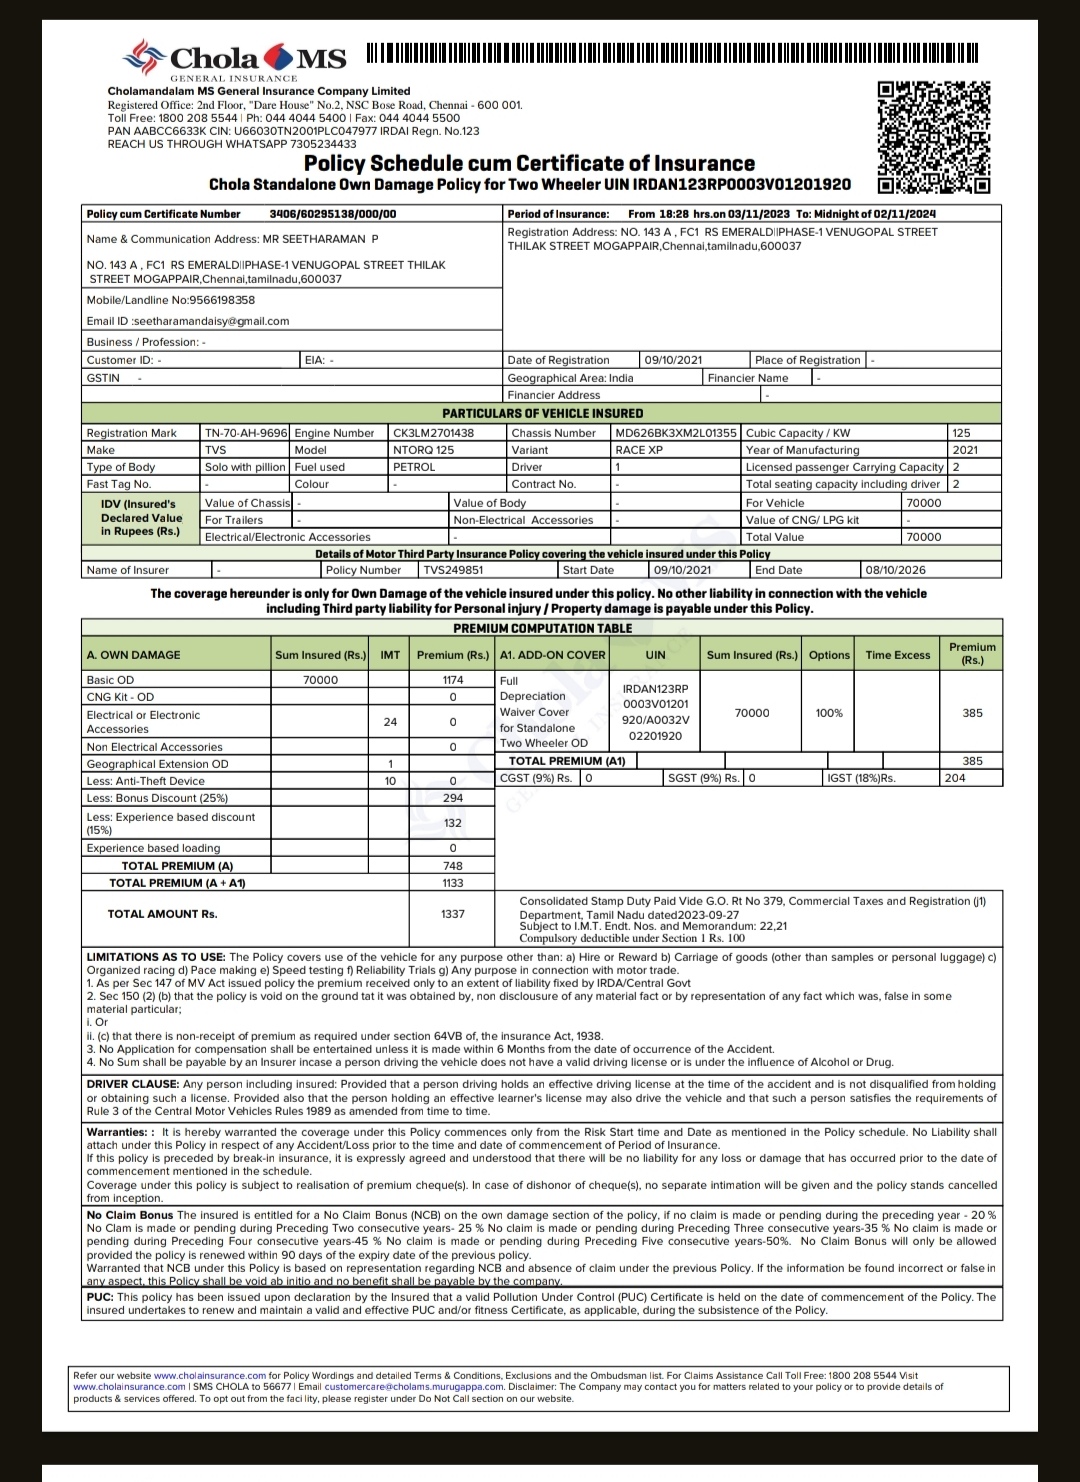 Chola MS
GENERAL INSURANCE
Cholamandalam MS General Insurance Company Limited
Registered Office: 2nd Floor, "Dare House" No.2, NSC Bose Road, Chennai - 600 001.
Toll Free: 1800 208 5544 | Ph: 044 4044 5400 | Fax: 044 4044 5500
PAN AABCC6633K CIN: U66030TN2001PLC047977 IRDAI Regn. No.123
REACH US THROUGH WHATSAPP 7305234433
Policy Schedule cum Certificate of Insurance
Chola Standalone Own Damage Policy for Two Wheeler UIN IRDAN123RP0003V01201920
Policy cum Certificate Number 3406/60295138/000/00 Period of Insurance: From 18:28 hrs.on 03/11/2023 To: Midnight of 02/11/2024
Name & Communication Address: MR SEETHARAMAN P
NO. 143 A , FC1 RS EMERALD||PHASE-1 VENUGOPAL STREET THILAK
STREET MOGAPPAIR,Chennai,tamilnadu,600037
Registration Address: NO. 143 A , FC1 RS EMERALD||PHASE-1 VENUGOPAL STREET
THILAK STREET MOGAPPAIR,Chennai,tamilnadu,600037
Mobile/Landline No:9566198358
Email ID :seetharamandaisy@gmail.com
Business / Profession: -
Customer ID: - EIA: - Date of Registration 09/10/2021 Place of Registration -
GSTIN - Geographical Area: India Financier Name -
Financier Address -
PARTICULARS OF VEHICLE INSURED
Registration Mark TN-70-AH-9696 Engine Number CK3LM2701438 Chassis Number MD626BK3XM2L01355 Cubic Capacity / KW 125
Make TVS Model NTORQ 125 Variant RACE XP Year of Manufacturing 2021
Type of Body Solo with pillion Fuel used PETROL Driver 1 Licensed passenger Carrying Capacity 2
Fast Tag No. - Colour - Contract No. - Total seating capacity including driver 2
IDV (Insured's
Declared Value
in Rupees (Rs.)
Value of Chassis - Value of Body - For Vehicle 70000
For Trailers - Non-Electrical Accessories - Value of CNG/ LPG kit -
Electrical/Electronic Accessories - Total Value 70000
Details of Motor Third Party Insurance Policy covering the vehicle insured under this Policy
Name of Insurer - Policy Number TVS249851 Start Date 09/10/2021 End Date 08/10/2026
The coverage hereunder is only for Own Damage of the vehicle insured under this policy. No other liability in connection with the vehicle
including Third party liability for Personal injury / Property damage is payable under this Policy.
PREMIUM COMPUTATION TABLE
A. OWN DAMAGE Sum Insured (Rs.) IMT Premium (Rs.) A1. ADD-ON COVER UIN Sum Insured (Rs.) Options Time Excess Premium
(Rs.)
Basic OD 70000 1174
CNG Kit - OD 0
Electrical or Electronic
Accessories 24 0
Non Electrical Accessories 0
Geographical Extension OD 1
Less: Anti-Theft Device 10 0
Less: Bonus Discount (25%) 294
Less: Experience based discount
(15%) 132
Experience based loading 0
TOTAL PREMIUM (A) 748
TOTAL PREMIUM (A + A1) 1133
Full
Depreciation
Waiver Cover
for Standalone
Two Wheeler OD
IRDAN123RP
0003V01201
920/A0032V
02201920
70000 100% 385
TOTAL PREMIUM (A1) 385
CGST (9%) Rs. 0 SGST (9%) Rs. 0 IGST (18%)Rs. 204
TOTAL AMOUNT Rs. 1337
Consolidated Stamp Duty Paid Vide G.O. Rt No 379, Commercial Taxes and Registration (j1)
Department, Tamil Nadu dated2023-09-27
Subject to I.M.T. Endt. Nos. and Memorandum: 22,21
Compulsory deductible under Section 1 Rs. 100
LIMITATIONS AS TO USE: The Policy covers use of the vehicle for any purpose other than: a) Hire or Reward b) Carriage of goods (other than samples or personal luggage) c)
Organized racing d) Pace making e) Speed testing f) Reliability Trials g) Any purpose in connection with motor trade.
1. As per Sec 147 of MV Act issued policy the premium received only to an extent of liability fixed by IRDA/Central Govt
2. Sec 150 (2) (b) that the policy is void on the ground tat it was obtained by, non disclousure of any material fact or by representation of any fact which was, false in some
material particular;
i. Or
ii. (c) that there is non-receipt of premium as required under section 64VB of, the insurance Act, 1938.
3. No Application for compensation shall be entertained unless it is made within 6 Months from the date of occurrence of the Accident.
4. No Sum shall be payable by an Insurer incase a person driving the vehicle does not have a valid driving license or is under the influence of Alcohol or Drug.
DRIVER CLAUSE: Any person including insured: Provided that a person driving holds an effective driving license at the time of the accident and is not disqualified from holding
or obtaining such a license. Provided also that the person holding an effective learner's license may also drive the vehicle and that such a person satisfies the requirements of
Rule 3 of the Central Motor Vehicles Rules 1989 as amended from time to time.
Warranties: : It is hereby warranted the coverage under this Policy commences only from the Risk Start time and Date as mentioned in the Policy schedule. No Liability shall
attach under this Policy in respect of any Accident/Loss prior to the time and date of commencement of Period of Insurance.
If this policy is preceded by break-in insurance, it is expressly agreed and understood that there will be no liability for any loss or damage that has occurred prior to the date of
commencement mentioned in the schedule.
Coverage under this policy is subject to realisation of premium cheque(s). In case of dishonor of cheque(s), no separate intimation will be given and the policy stands cancelled
from inception.
No Claim Bonus The insured is entitled for a No Claim Bonus (NCB) on the own damage section of the policy, if no claim is made or pending during the preceding year - 20 %
No Clam is made or pending during Preceding Two consecutive years- 25 % No claim is made or pending during Preceding Three consecutive years-35 % No claim is made or
pending during Preceding Four consecutive years-45 % No claim is made or pending during Preceding Five consecutive years-50%. No Claim Bonus will only be allowed
provided the policy is renewed within 90 days of the expiry date of the previous policy.
Warranted that NCB under this Policy is based on representation regarding NCB and absence of claim under the previous Policy. If the information be found incorrect or false in
any aspect, this Policy shall be void ab initio and no benefit shall be payable by the company.
PUC: This policy has been issued upon declaration by the Insured that a valid Pollution Under Control (PUC) Certificate is held on the date of commencement of the Policy. The
insured undertakes to renew and maintain a valid and effective PUC and/or fitness Certificate, as applicable, during the subsistence of the Policy.
Refer our website www.cholainsurance.com for Policy Wordings and detailed Terms & Conditions, Exclusions and the Ombudsman list. For Claims Assistance Call Toll Free: 1800 208 5544 Visit
www.cholainsurance.com | SMS CHOLA to 56677 | Email customercare@cholams.murugappa.com. Disclaimer: The Company may contact you for matters related to your policy or to provide details of
products & services offered. To opt out from the faci lity, please register under Do Not Call section on our website.